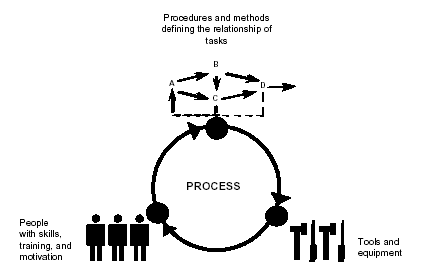 Procedures and methods
defining the relationship of
tasks
B
A
D
C
PROCESS
People
with skills,
training, and
motivation
Tools and
equipment